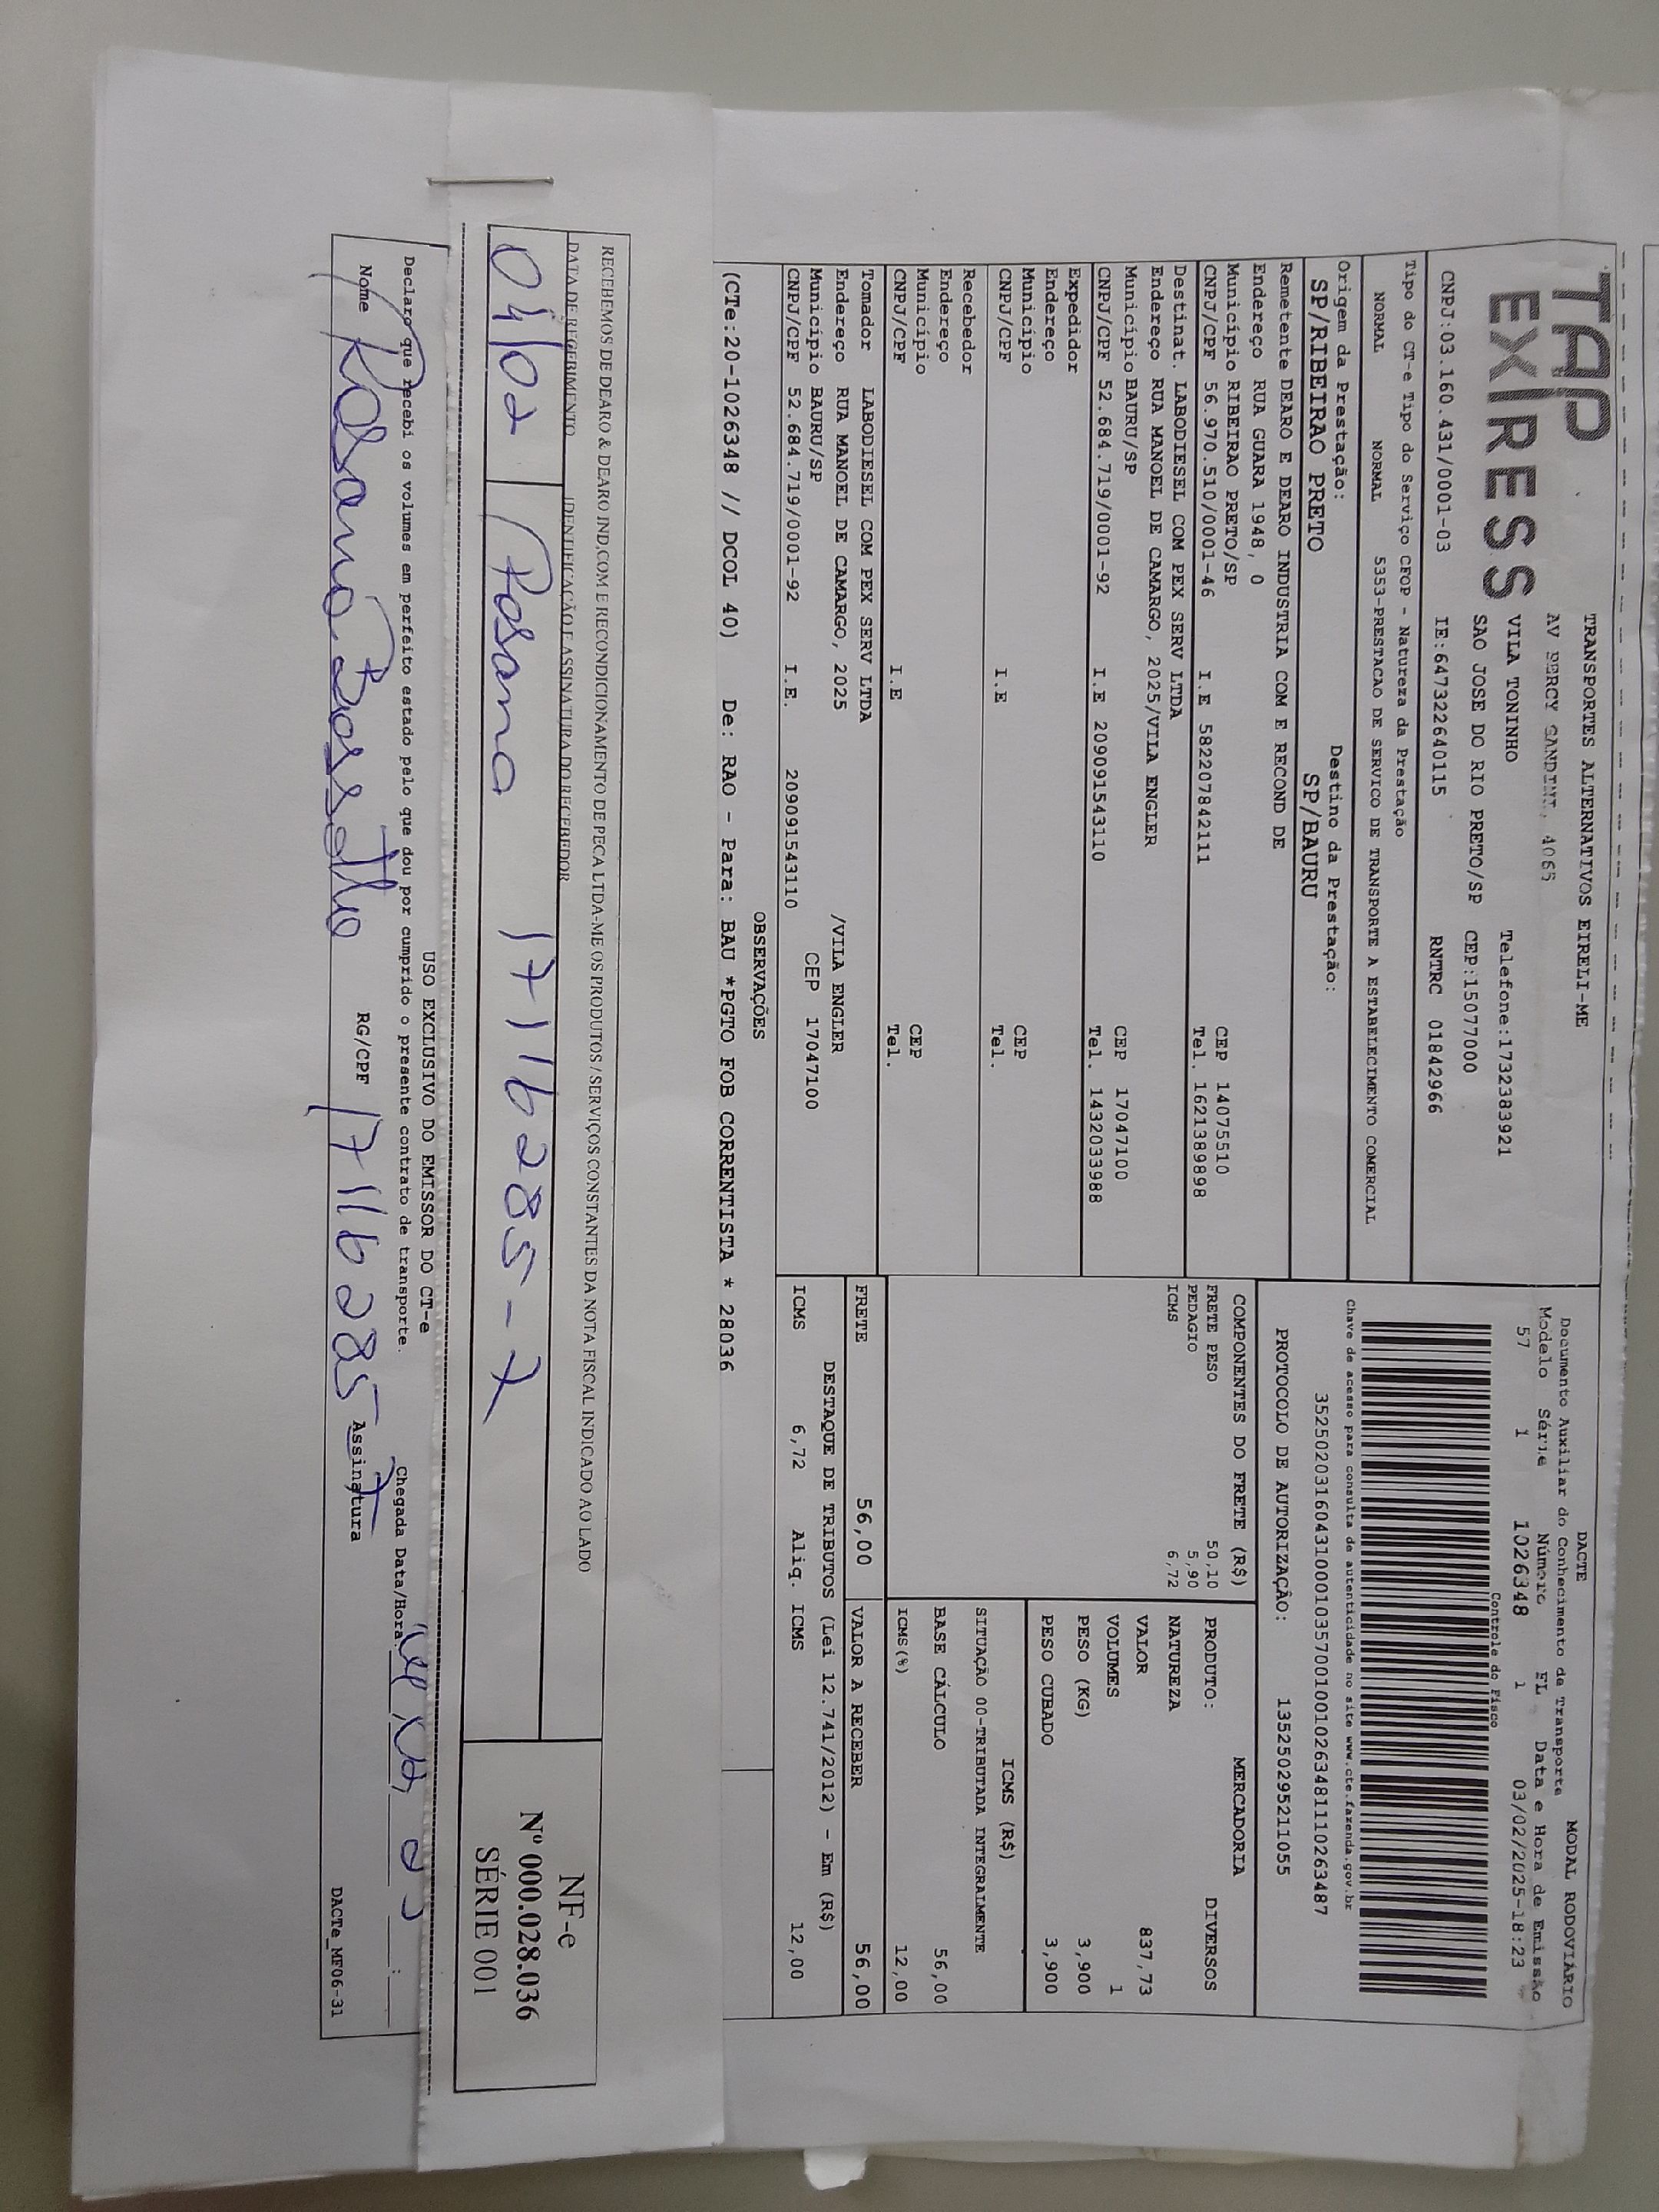 TAP
EX/RESS
TRANSPORTES ALTERNATIVOS EIRELI-ME
AV PERCY GANDINI, 4065
VILA TONINHO Telefone:1732383921
SAO JOSE DO RIO PRETO/SP CEP:15077000
CNPJ:03.160.431/0001-03 IE:647322640115 RNTRC 01842966
DACTE MODAL RODOVIÁRIO
Documento Auxiliar do Conhecimento de Transporte
Modelo Série Número FL Data e Hora de Emissão
57 1 1026348 1 03/02/2025-18:23
Controle do Fisco
Tipo do CT-e Tipo do Serviço CFOP - Natureza da Prestação
NORMAL NORMAL 5353-PRESTACAO DE SERVICO DE TRANSPORTE A ESTABELECIMENTO COMERCIAL
Chave de acesso para consulta de autenticidade no site www.cte.fazenda.gov.br
35250203160431000103570010010263481110263487
Origem da Prestação: Destino da Prestação:
SP/RIBEIRAO PRETO SP/BAURU
PROTOCOLO DE AUTORIZAÇÃO: 135250295211055
Remetente DEARO E DEARO INDUSTRIA COM E RECOND DE
Endereço RUA GUARA 1948, 0
Município RIBEIRAO PRETO/SP CEP 14075510
CNPJ/CPF 56.970.510/0001-46 I.E 582207842111 Tel. 1621389898
Destinat. LABODIESEL COM PEX SERV LTDA
Endereço RUA MANOEL DE CAMARGO, 2025/VILA ENGLER
Município BAURU/SP CEP 17047100
CNPJ/CPF 52.684.719/0001-92 I.E 209091543110 Tel. 1432033988
Expedidor
Endereço
Município CEP
CNPJ/CPF I.E Tel.
Recebedor
Endereço
Município CEP
CNPJ/CPF I.E Tel.
Tomador LABODIESEL COM PEX SERV LTDA
Endereço RUA MANOEL DE CAMARGO, 2025 /VILA ENGLER
Município BAURU/SP CEP 17047100
CNPJ/CPF 52.684.719/0001-92 I.E. 209091543110
COMPONENTES DO FRETE (R$)
FRETE PESO 50,10
PEDAGIO 5,90
ICMS 6,72
MERCADORIA
PRODUTO: DIVERSOS
NATUREZA
VALOR 837,73
VOLUMES 1
PESO (KG) 3,900
PESO CUBADO 3,900
ICMS (R$)
SITUAÇÃO 00-TRIBUTADA INTEGRALMENTE
BASE CÁLCULO 56,00
ICMS(%) 12,00
FRETE 56,00 VALOR A RECEBER 56,00
DESTAQUE DE TRIBUTOS (Lei 12.741/2012) - Em (R$)
ICMS 6,72 Aliq. ICMS 12,00
OBSERVAÇÕES
(CTe:20-1026348 // DCOL 40) De: RAO - Para: BAU *PGTO FOB CORRENTISTA * 28036
RECEBEMOS DE DEARO & DEARO IND,COM E RECONDICIONAMENTO DE PECA LTDA-ME OS PRODUTOS / SERVIÇOS CONSTANTES DA NOTA FISCAL INDICADO AO LADO
DATA DE RECEBIMENTO IDENTIFICAÇÃO E ASSINATURA DO RECEBEDOR
04/02 Rosana 17116285-7
NF-e
Nº 000.028.036
SÉRIE 001
USO EXCLUSIVO DO EMISSOR DO CT-e
Declaro que recebi os volumes em perfeito estado pelo que dou por cumprido o presente contrato de transporte. Chegada Data/Hora:
Nome Rosana RG/CPF 17116285 Assinatura
DACTe_MF06-31